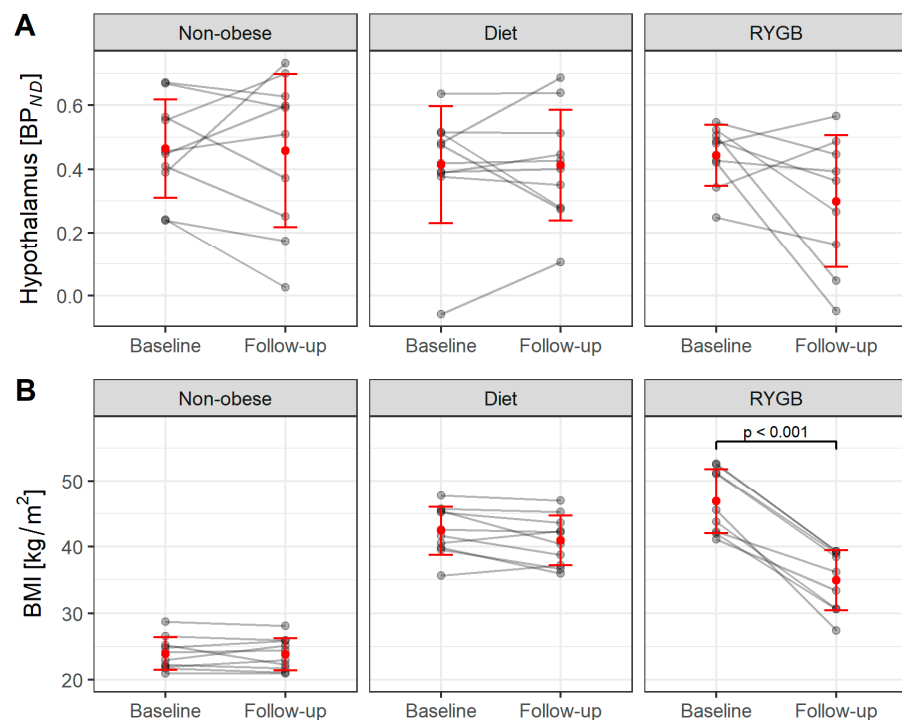 A
Non-obese Diet RYGB
Hypothalamus [BP_ND]
0.6
0.4
0.2
0.0
Baseline Follow-up Baseline Follow-up Baseline Follow-up
B
Non-obese Diet RYGB
BMI [kg/m²]
p < 0.001
50
40
30
20
Baseline Follow-up Baseline Follow-up Baseline Follow-up